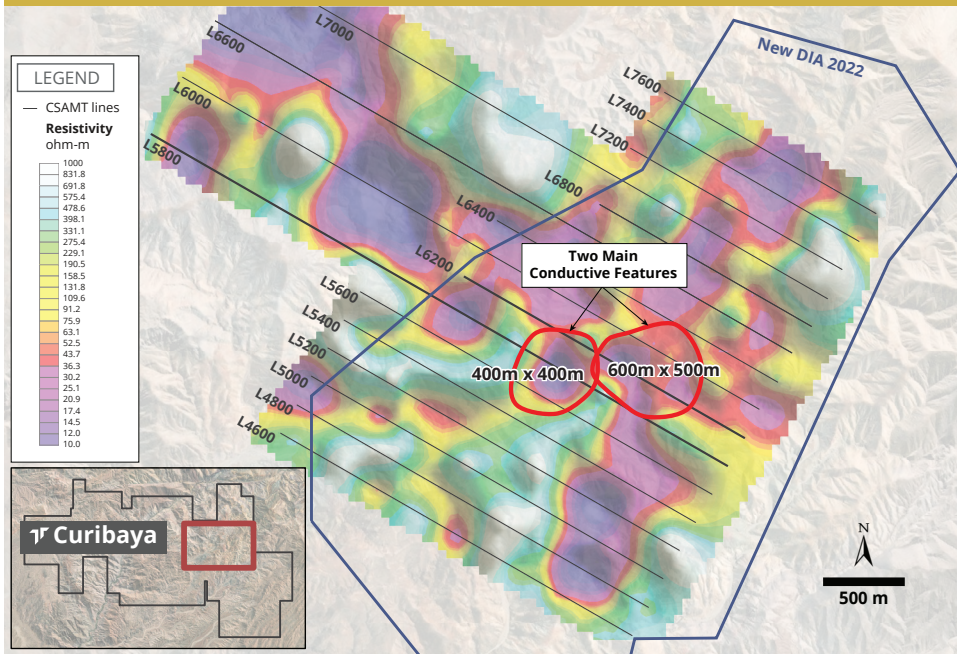 L7000
L6600
L6000
L5800
New DIA 2022
L7600
L7400
L7200
L6800
L6400
L6200
L5600
L5400
L5200
L5000
L4800
L4600
Two Main
Conductive Features
400m x 400m
600m x 500m
LEGEND
CSAMT lines
Resistivity
ohm-m
1000
831.8
691.8
575.4
478.6
398.1
331.1
275.4
229.1
190.5
158.5
131.8
109.6
91.2
75.9
63.1
52.5
43.7
36.3
30.2
25.1
20.9
17.4
14.5
12.0
10.0
Curibaya
N
500 m